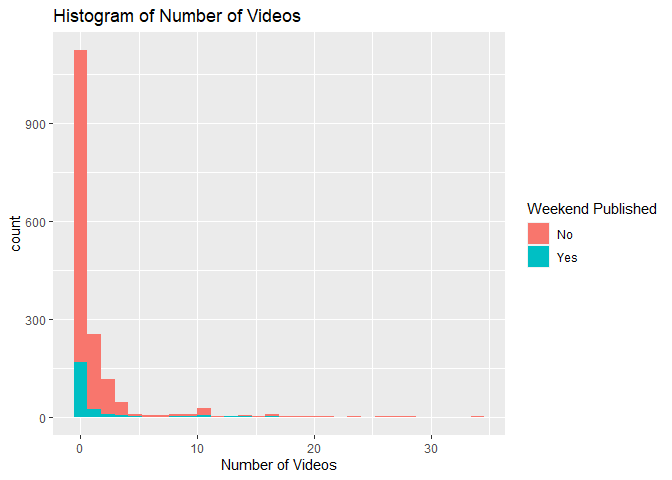 Histogram of Number of Videos
900
600
300
0
count
0 10 20 30
Number of Videos
Weekend Published
No
Yes